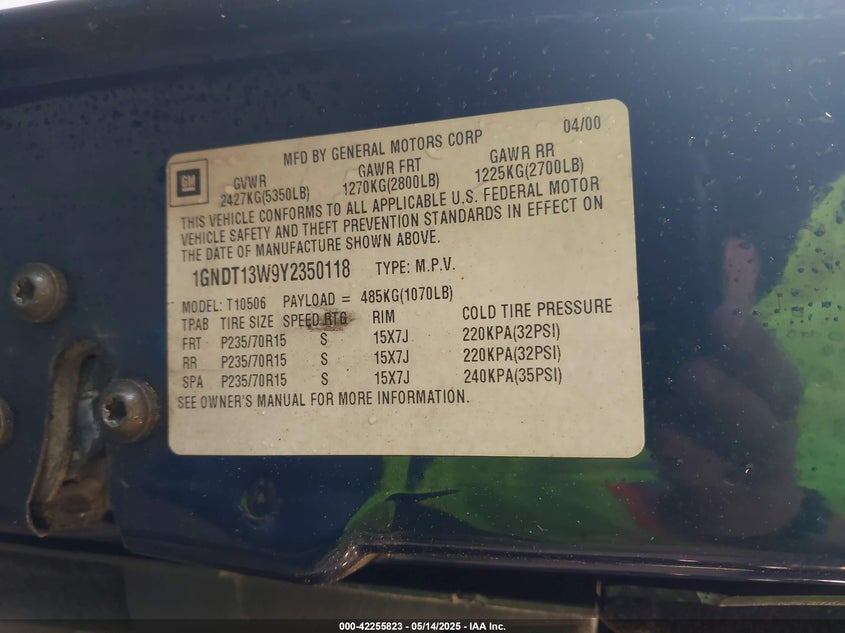 MFD BY GENERAL MOTORS CORP 04/00
GM
GVWR GAWR FRT GAWR RR
2427KG(5350LB) 1270KG(2800LB) 1225KG(2700LB)
THIS VEHICLE CONFORMS TO ALL APPLICABLE U.S. FEDERAL MOTOR
VEHICLE SAFETY AND THEFT PREVENTION STANDARDS IN EFFECT ON
THE DATE OF MANUFACTURE SHOWN ABOVE.
1GNDT13W9Y2350118 TYPE: M.P.V.
MODEL: T10506 PAYLOAD = 485KG(1070LB)
TPAB TIRE SIZE SPEED RTG RIM COLD TIRE PRESSURE
FRT P235/70R15 S 15X7J 220KPA(32PSI)
RR P235/70R15 S 15X7J 220KPA(32PSI)
SPA P235/70R15 S 15X7J 240KPA(35PSI)
SEE OWNER'S MANUAL FOR MORE INFORMATION.
000-42255823 - 05/14/2025 - IAA Inc.